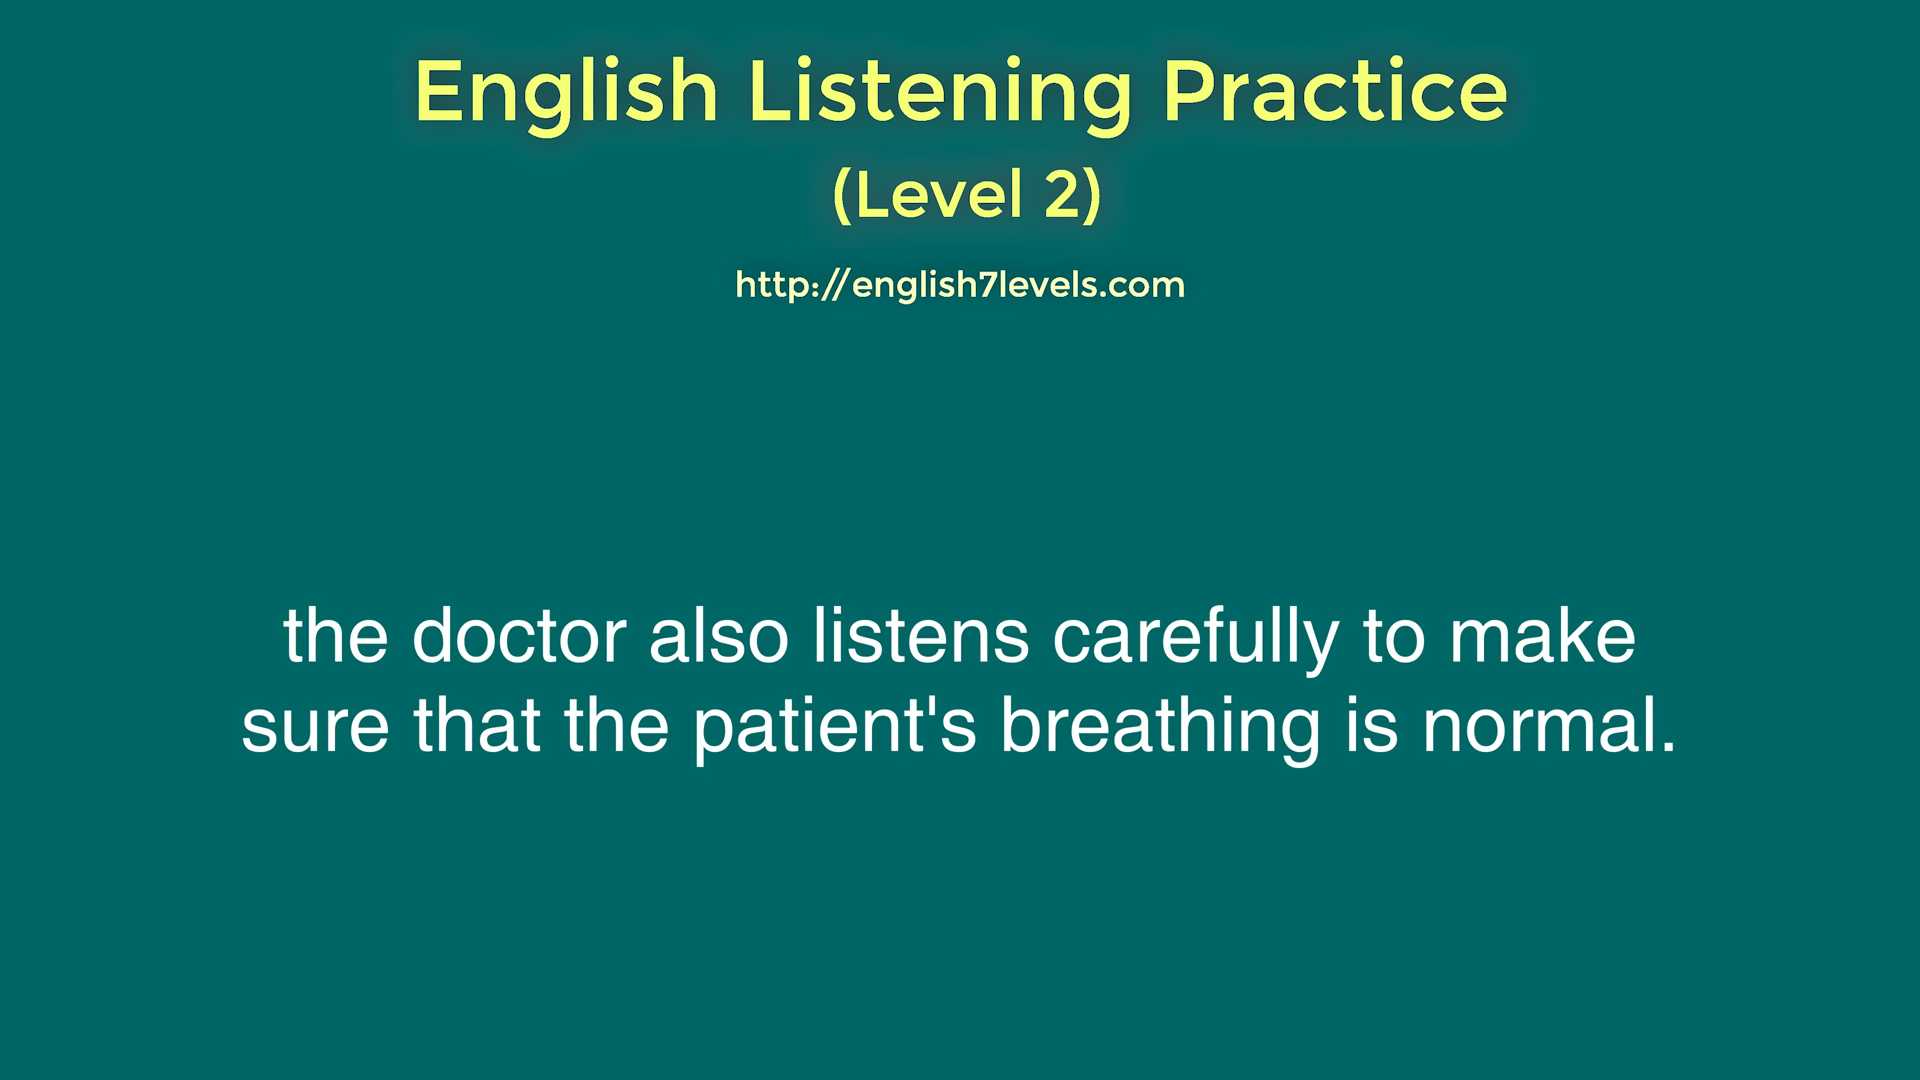 English Listening Practice
(Level 2)
http://english7levels.com
the doctor also listens carefully to make
sure that the patient's breathing is normal.